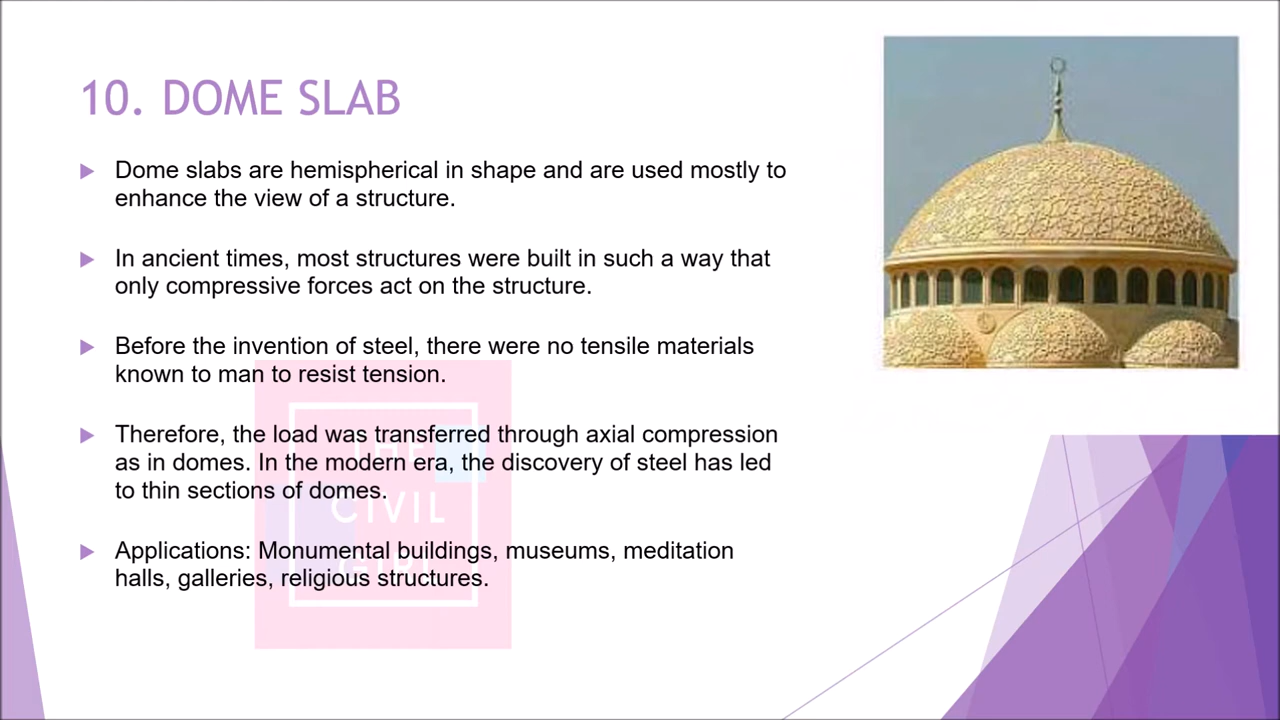 10. DOME SLAB
Dome slabs are hemispherical in shape and are used mostly to
enhance the view of a structure.
In ancient times, most structures were built in such a way that
only compressive forces act on the structure.
Before the invention of steel, there were no tensile materials
known to man to resist tension.
Therefore, the load was transferred through axial compression
as in domes. In the modern era, the discovery of steel has led
to thin sections of domes.
Applications: Monumental buildings, museums, meditation
halls, galleries, religious structures.
THE
CIVIL
GIRL